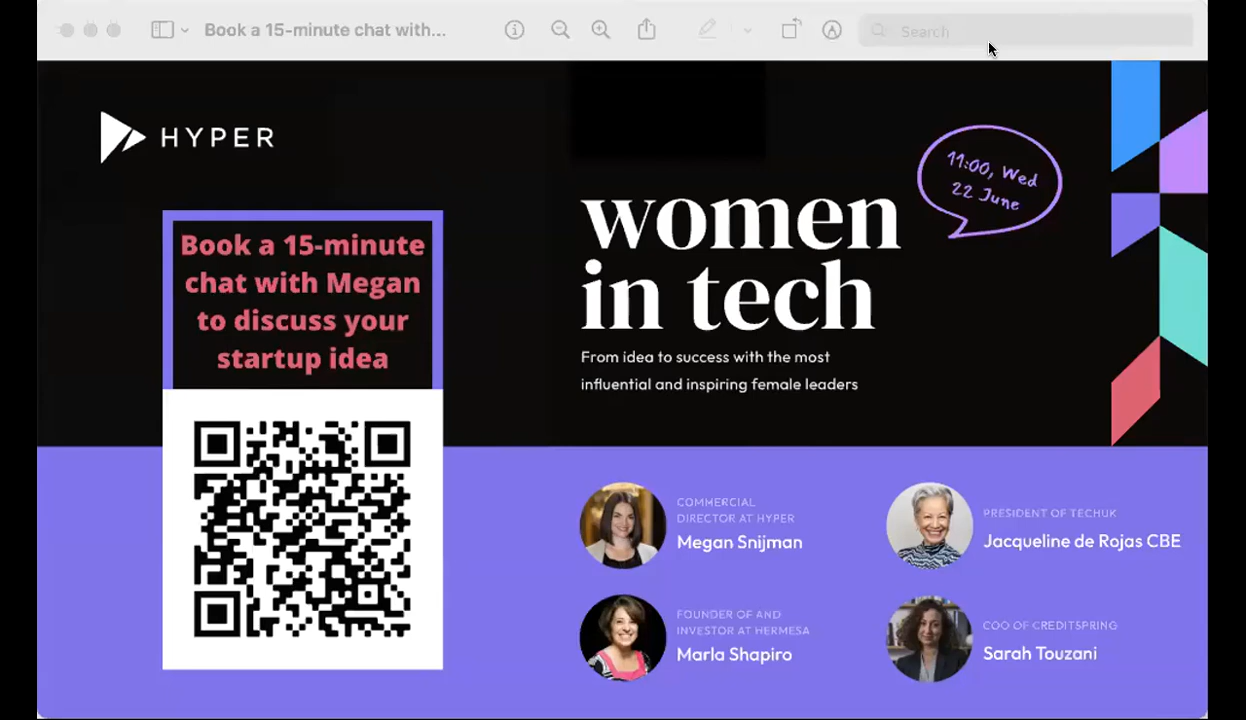 Book a 15-minute chat with...
Search
HYPER
11:00, Wed
22 June
women
in tech
From idea to success with the most
influential and inspiring female leaders
Book a 15-minute
chat with Megan
to discuss your
startup idea
COMMERCIAL
DIRECTOR AT HYPER
Megan Snijman
PRESIDENT OF TECHUK
Jacqueline de Rojas CBE
FOUNDER OF AND
INVESTOR AT HERMESA
Marla Shapiro
COO OF CREDITSPRING
Sarah Touzani